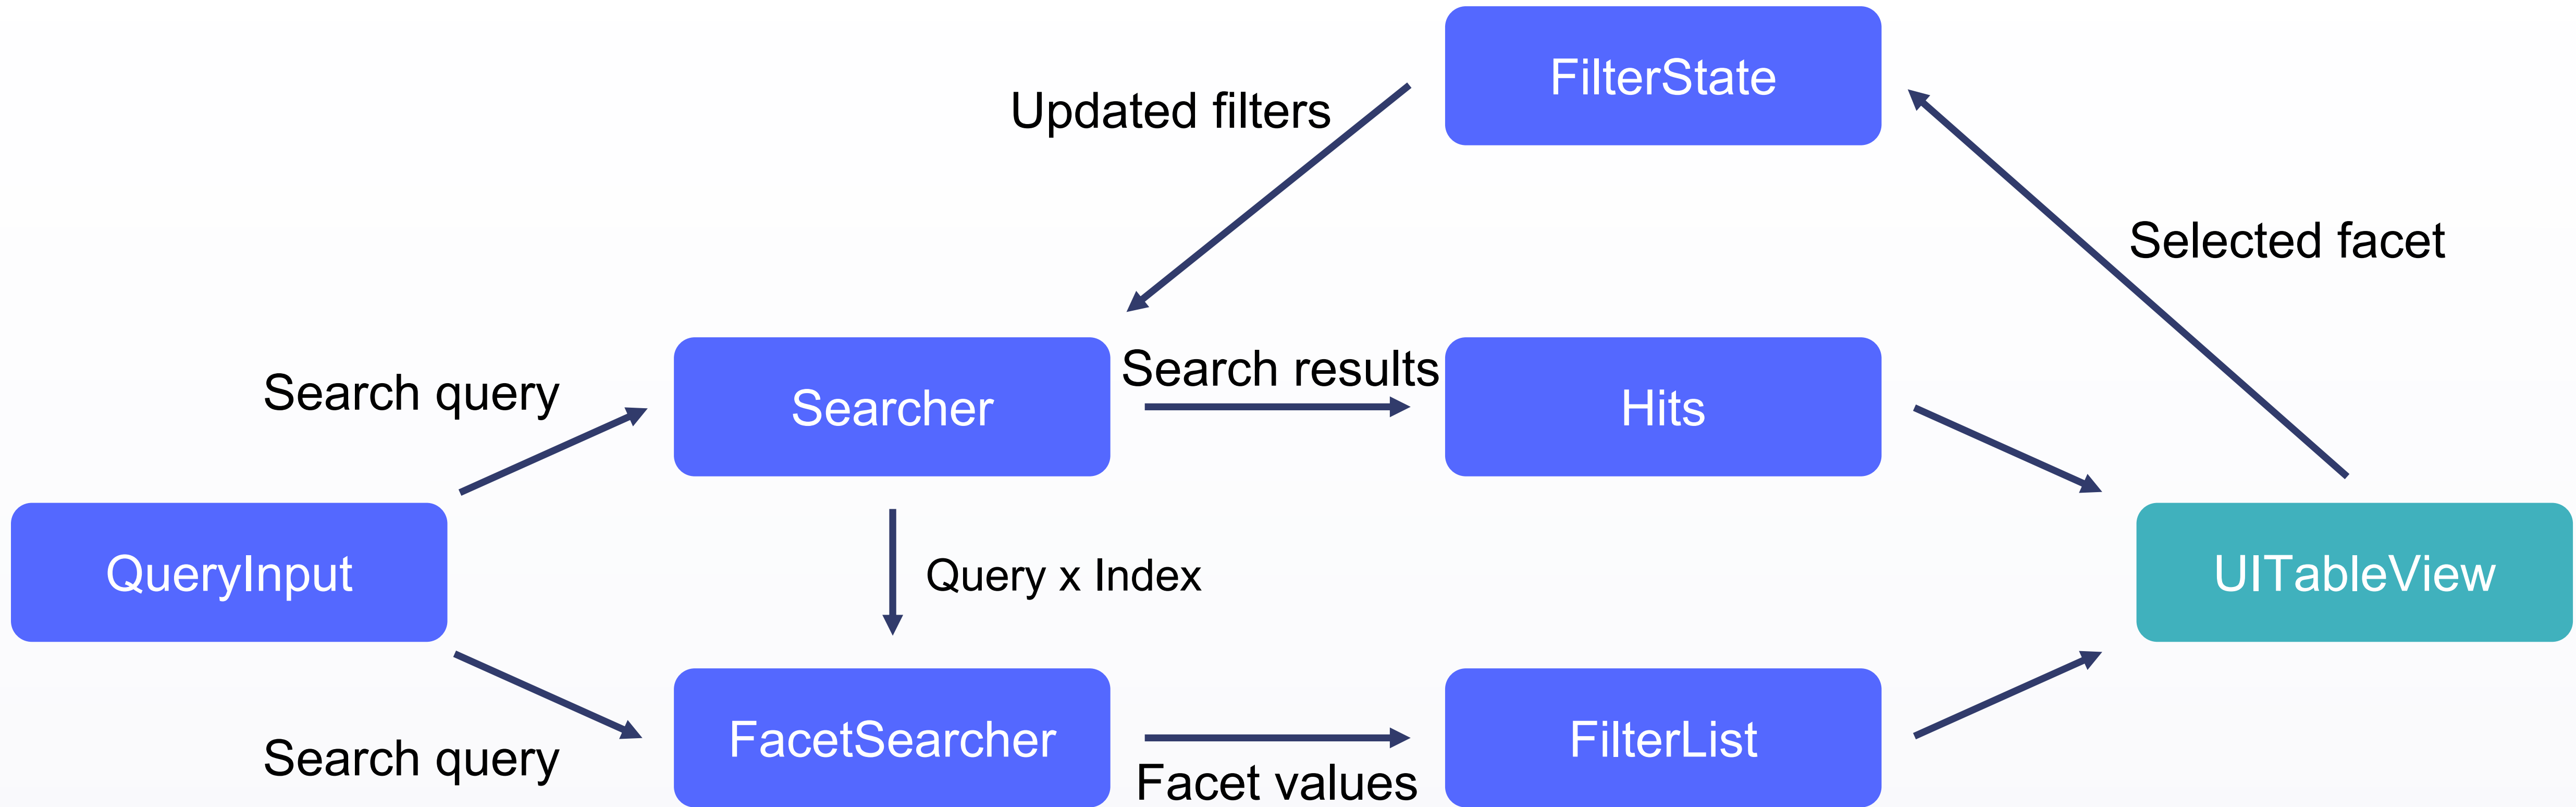 FilterState
Updated filters
Selected facet
Search query
Searcher
Search results
Hits
QueryInput
Query x Index
UITableView
Search query
FacetSearcher
Facet values
FilterList